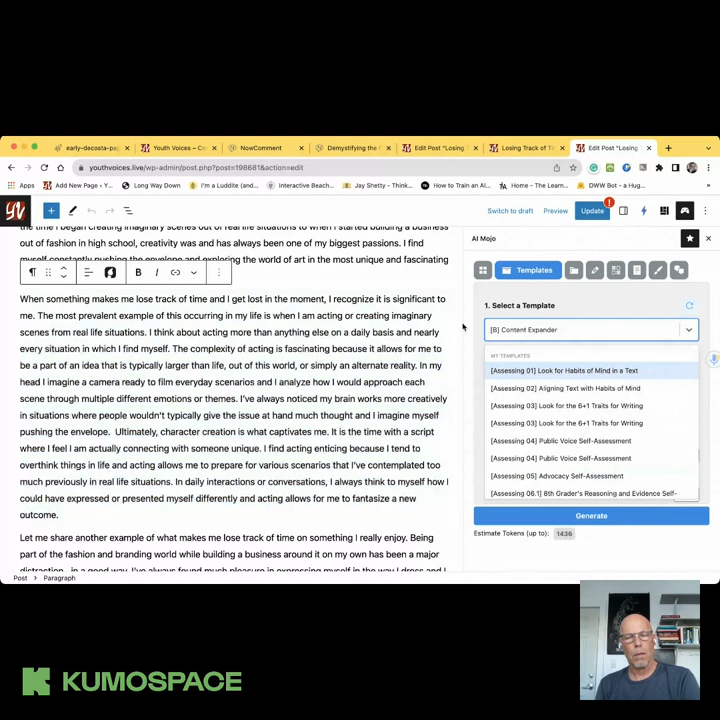 early-decosta-pag
Youth Voices – Co
NowComment
Demystifying the
Edit Post "Losing
Losing Track of Ti
Edit Post "Losing
youthvoices.live/wp-admin/post.php?post=198681&action=edit
Apps
Add New Page - Y...
Long Way Down
I'm a Luddite (and...
Interactive Beach...
Jay Shetty - Think...
How to Train an AI...
Home - The Learn...
DWW Bot - a Hug...
Switch to draft
Preview
Update
out of fashion in high school, creativity was and has always been one of my biggest passions. I find
AI Mojo
B I
Templates
When something makes me lose track of time and I get lost in the moment, I recognize it is significant to
me. The most prevalent example of this occurring in my life is when I am acting or creating imaginary
scenes from real life situations. I think about acting more than anything else on a daily basis and nearly
every situation in which I find myself. The complexity of acting is fascinating because it allows for me to
be a part of an idea that is typically larger than life, out of this world, or simply an alternate reality. In my
head I imagine a camera ready to film everyday scenarios and I analyze how I would approach each
scene through multiple different emotions or themes. I've always noticed my brain works more creatively
in situations where people wouldn't typically give the issue at hand much thought and I imagine myself
pushing the envelope. Ultimately, character creation is what captivates me. It is the time with a script
where I feel I am actually connecting with someone unique. I find acting enticing because I tend to
overthink things in life and acting allows me to prepare for various scenarios that I've contemplated too
much previously in real life situations. In daily interactions or conversations, I always think to myself how I
could have expressed or presented myself differently and acting allows for me to fantasize a new
outcome.
Let me share another example of what makes me lose track of time on something I really enjoy. Being
part of the fashion and branding world while building a business around it on my own has been a major
1. Select a Template
[B] Content Expander
MY TEMPLATES
[Assessing 01] Look for Habits of Mind in a Text
[Assessing 02] Aligning Text with Habits of Mind
[Assessing 03] Look for the 6+1 Traits for Writing
[Assessing 03] Look for the 6+1 Traits for Writing
[Assessing 04] Public Voice Self-Assessment
[Assessing 04] Public Voice Self-Assessment
[Assessing 05] Advocacy Self-Assessment
[Assessing 06.1] 8th Grader's Reasoning and Evidence Self-
Generate
Estimate Tokens (up to): 1436
Post
Paragraph
KUMOSPACE